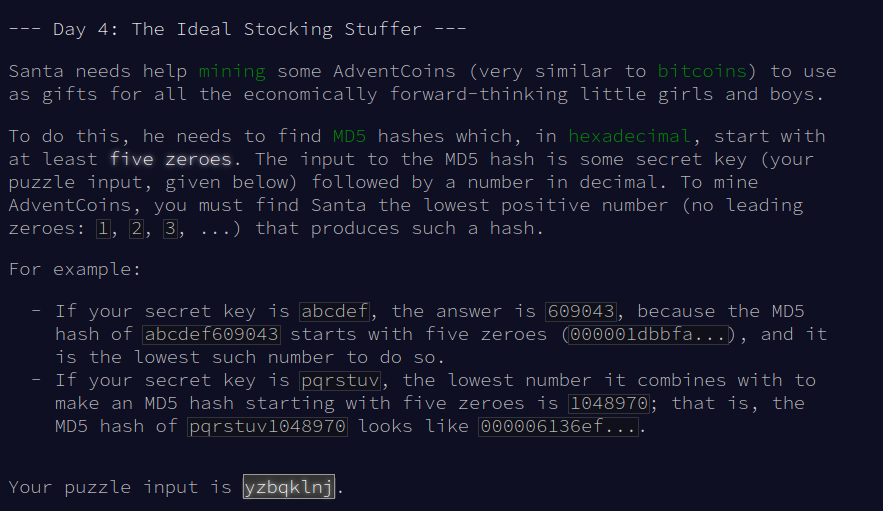 --- Day 4: The Ideal Stocking Stuffer ---
Santa needs help mining some AdventCoins (very similar to bitcoins) to use
as gifts for all the economically forward-thinking little girls and boys.
To do this, he needs to find MD5 hashes which, in hexadecimal, start with
at least five zeroes. The input to the MD5 hash is some secret key (your
puzzle input, given below) followed by a number in decimal. To mine
AdventCoins, you must find Santa the lowest positive number (no leading
zeroes: 1, 2, 3, ...) that produces such a hash.
For example:
- If your secret key is abcdef, the answer is 609043, because the MD5
hash of abcdef609043 starts with five zeroes (000001dbbfa...), and it
is the lowest such number to do so.
- If your secret key is pqrstuv, the lowest number it combines with to
make an MD5 hash starting with five zeroes is 1048970; that is, the
MD5 hash of pqrstuv1048970 looks like 000006136ef....
Your puzzle input is yzbqklnj.